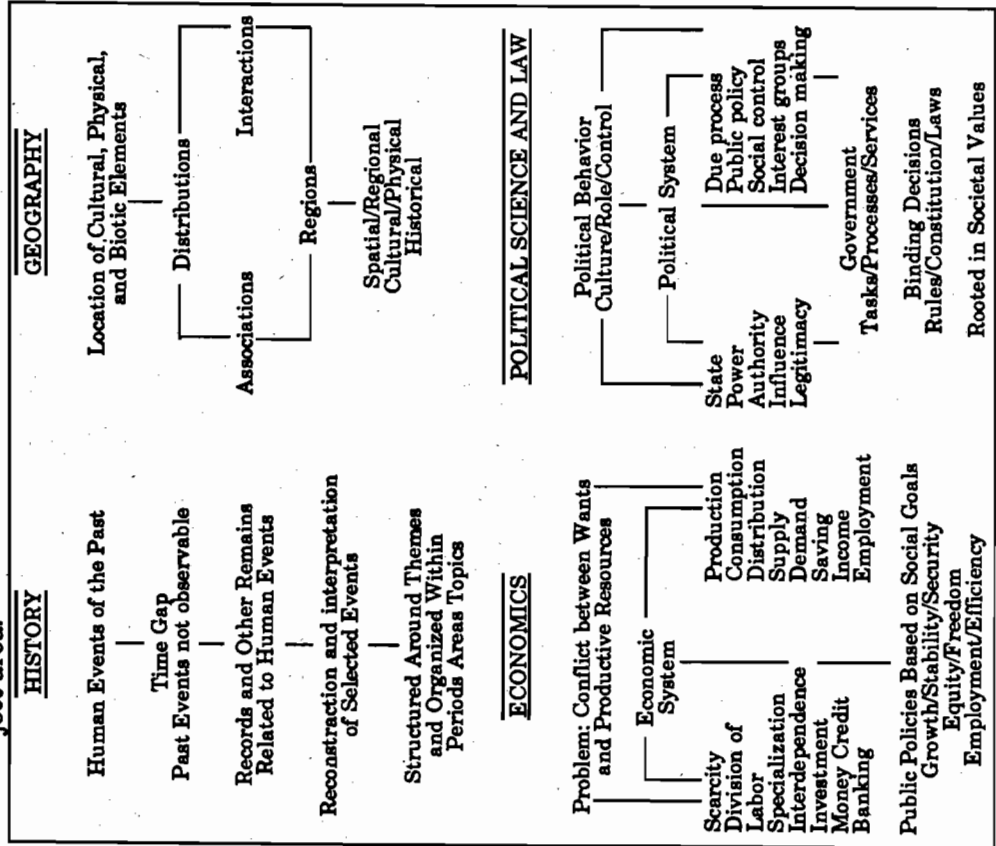 HISTORY
Human Events of the Past
Time Gap
Past Events not observable
Records and Other Remains
Related to Human Events
Reconstraction and interpretation
of Selected Events
Structured Around Themes
and Organized Within
Periods Areas Topics
GEOGRAPHY
Location of Cultural, Physical,
and Biotic Elements
Distributions
Associations
Interactions
Regions
Spatial/Regional
Cultural/Physical
Historical
ECONOMICS
Problem: Conflict between Wants
and Productive Resources
Economic
System
Scarcity
Division of
Labor
Specialization
Interdependence
Investment
Money Credit
Banking
Production
Consumption
Distribution
Supply
Demand
Saving
Income
Employment
Public Policies Based on Social Goals
Growth/Stability/Security
Equity/Freedom
Employment/Efficiency
POLITICAL SCIENCE AND LAW
Political Behavior
Culture/Role/Control
Political System
State
Power
Authority
Influence
Legitimacy
Due process
Public policy
Social control
Interest groups
Decision making
Government
Tasks/Processes/Services
Binding Decisions
Rules/Constitution/Laws
Rooted in Societal Values